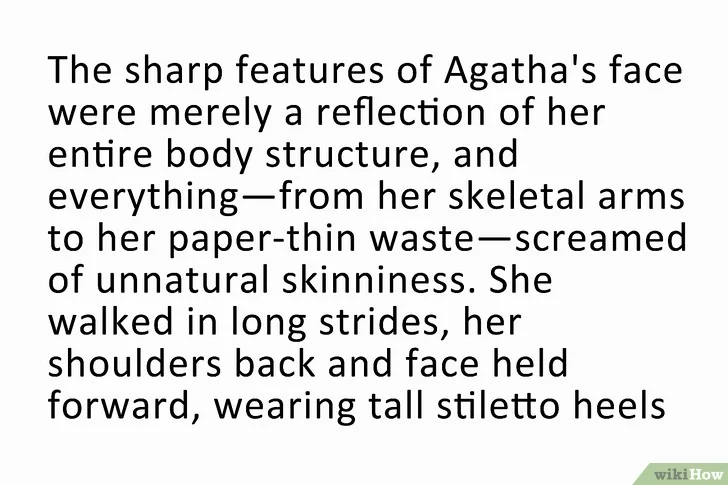 The sharp features of Agatha's face
were merely a reflection of her
entire body structure, and
everything—from her skeletal arms
to her paper-thin waste—screamed
of unnatural skinniness. She
walked in long strides, her
shoulders back and face held
forward, wearing tall stiletto heels
wikiHow